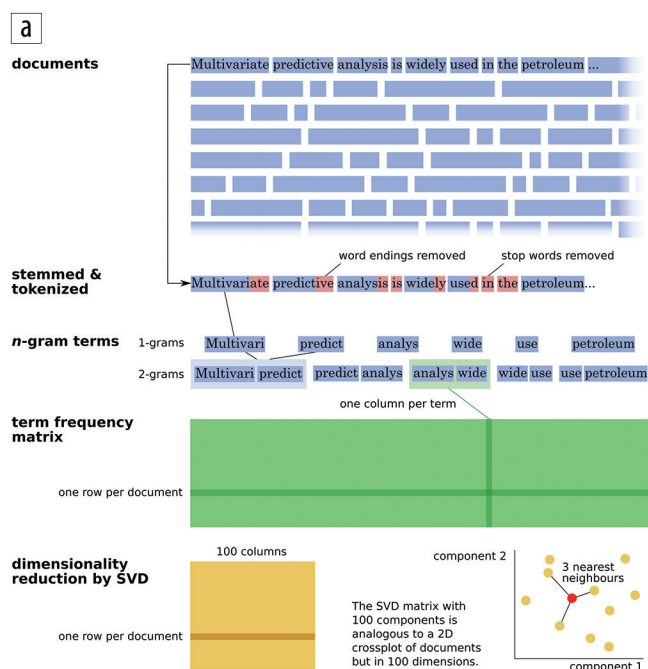 a
documents
Multivariate predictive analysis is widely used in the petroleum ...
word endings removed
stop words removed
stemmed &
tokenized
Multivariate predictive analysis is widely used in the petroleum...
n-gram terms
1-grams
Multivari predict analys wide use petroleum
2-grams
Multivari predict predict analys analys wide wide use use petroleum
one column per term
term frequency
matrix
one row per document
dimensionality
reduction by SVD
100 columns
one row per document
The SVD matrix with
100 components is
analogous to a 2D
crossplot of documents
but in 100 dimensions.
component 2
3 nearest
neighbours
component 1